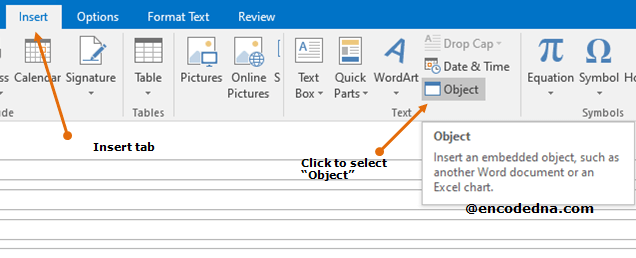 Insert Options Format Text Review
ss Calendar Signature Table Pictures Online Pictures Text Box Quick Parts WordArt Drop Cap Equation Symbol Ho
Date & Time
Object
ude Tables Text Symbols
Insert tab
Click to select
“Object”
Object
Insert an embedded object, such as
another Word document or an
Excel chart.
@encodedna.com